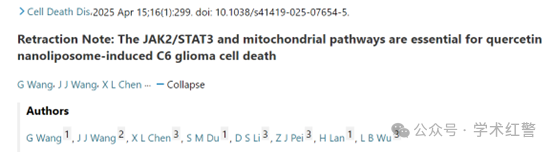 Cell Death Dis. 2025 Apr 15;16(1):299. doi: 10.1038/s41419-025-07654-5.
Retraction Note: The JAK2/STAT3 and mitochondrial pathways are essential for quercetin
nanoliposome-induced C6 glioma cell death
G Wang, J J Wang, X L Chen ... — Collapse
Authors
G Wang 1, J J Wang 2, X L Chen 3, S M Du 1, D S Li 3, Z J Pei 3, H Lan 1, L B Wu 3
公众号 · 学术红警